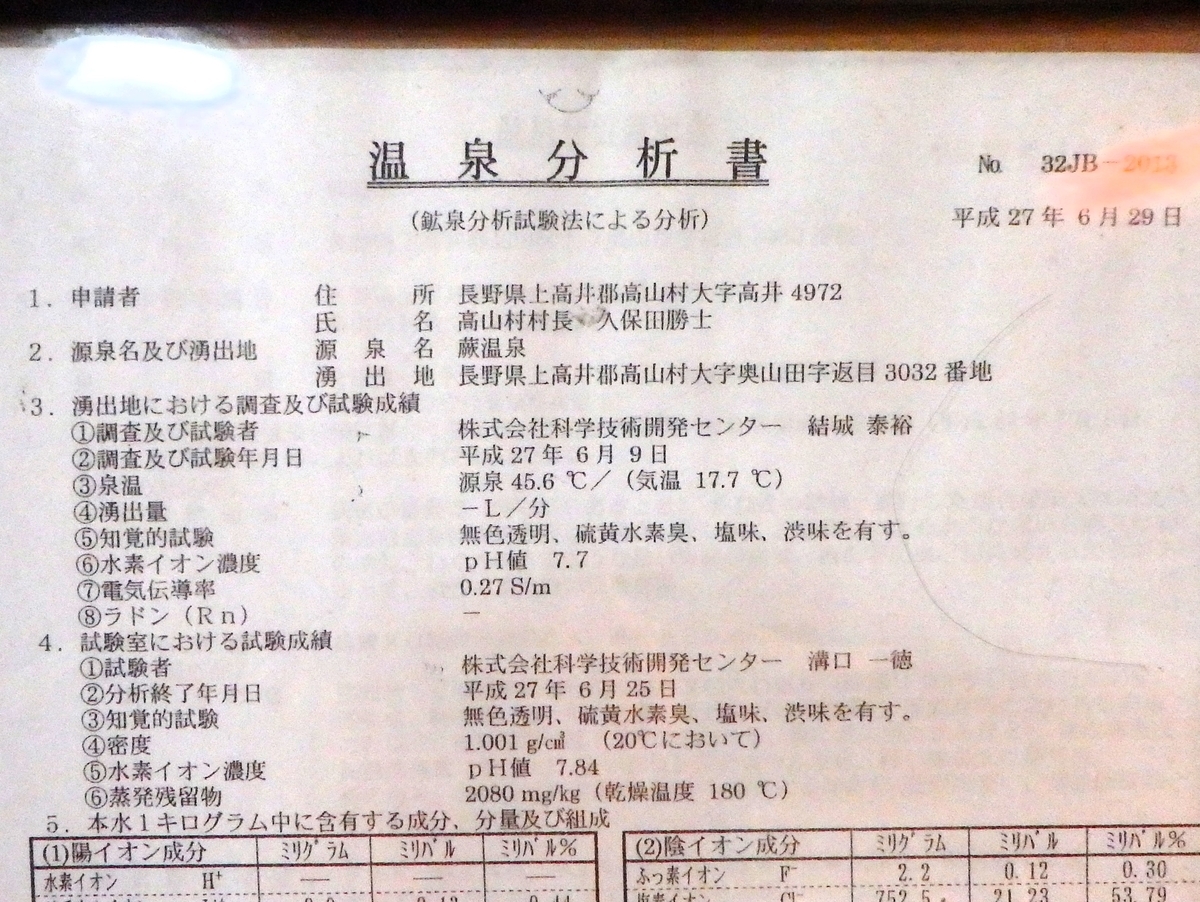 温泉分析書
№ 32JB-2013
(鉱泉分析試験法による分析)
平成27年 6月29日
1. 申請者 住所 長野県上高井郡高山村大字高井 4972
氏名 高山村村長 久保田勝士
2. 源泉名及び湧出地 源泉名 蕨温泉
湧出地 長野県上高井郡高山村大字奥山田字返目 3032 番地
3. 湧出地における調査及び試験成績
①調査及び試験者 株式会社科学技術開発センター 結城 泰裕
②調査及び試験年月日 平成27年 6月 9日
③泉温 源泉 45.6 ℃/(気温 17.7 ℃)
④湧出量 -L/分
⑤知覚的試験 無色透明、硫黄水素臭、塩味、渋味を有す。
⑥水素イオン濃度 pH値 7.7
⑦電気伝導率 0.27 S/m
⑧ラドン(Rn) -
4. 試験室における試験成績
①試験者 株式会社科学技術開発センター 溝口 一徳
②分析終了年月日 平成27年 6月25日
③知覚的試験 無色透明、硫黄水素臭、塩味、渋味を有す。
④密度 1.001 g/c㎥ (20℃において)
⑤水素イオン濃度 pH値 7.84
⑥蒸発残留物 2080 mg/kg (乾燥温度 180 ℃)
5. 本水1キログラム中に含有する成分、分量及び組成
(1)陽イオン成分 ミリグラム ミリバル ミリバル% (2)陰イオン成分 ミリグラム ミリバル ミリバル%
水素イオン H⁺ — — — ふっ素イオン F⁻ 2.2 0.12 0.30
Cl⁻ 752.5 21.23 53.79